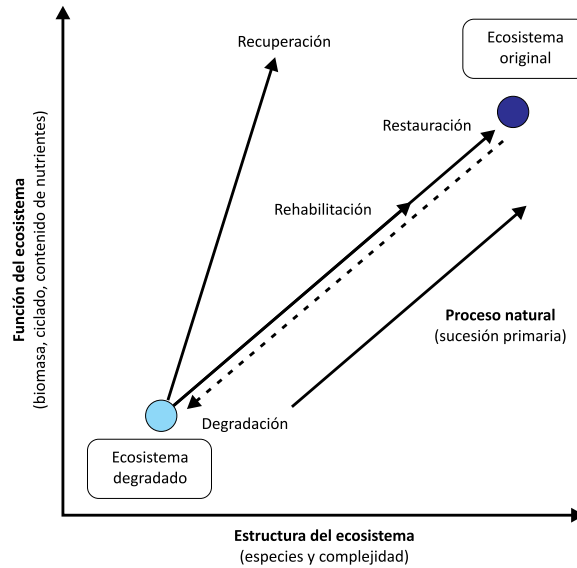 Recuperación
Ecosistema
original
Restauración
Rehabilitación
Función del ecosistema
(biomasa, ciclado, contenido de nutrientes)
Proceso natural
(sucesión primaria)
Degradación
Ecosistema
degradado
Estructura del ecosistema
(especies y complejidad)